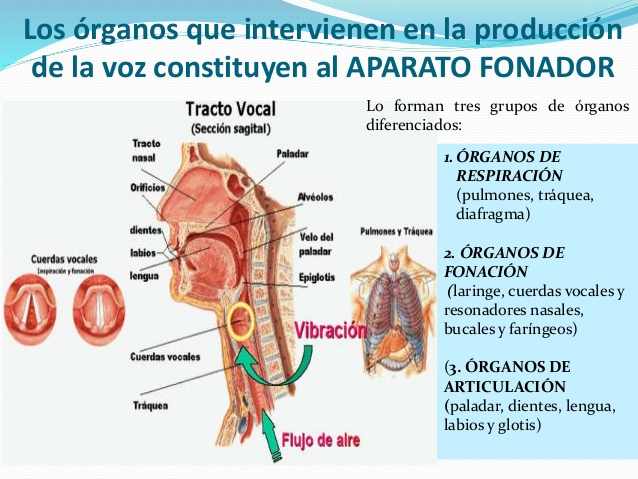 Los órganos que intervienen en la producción
de la voz constituyen al APARATO FONADOR
Tracto Vocal
(Sección sagital)
Tracto
nasal
Orificios
dientes
labios
lengua
Cuerdas vocales
Tráquea
Paladar
Alvéolos
Velo del
paladar
Epiglotis
Vibración
Flujo de aire
Cuerdas vocales
Inspiración y fonación
Pulmones y Tráquea
Lo forman tres grupos de órganos
diferenciados:
1. ÓRGANOS DE
RESPIRACIÓN
(pulmones, tráquea,
diafragma)
2. ÓRGANOS DE
FONACIÓN
(laringe, cuerdas vocales y
resonadores nasales,
bucales y faríngeos)
(3. ÓRGANOS DE
ARTICULACIÓN
(paladar, dientes, lengua,
labios y glotis)